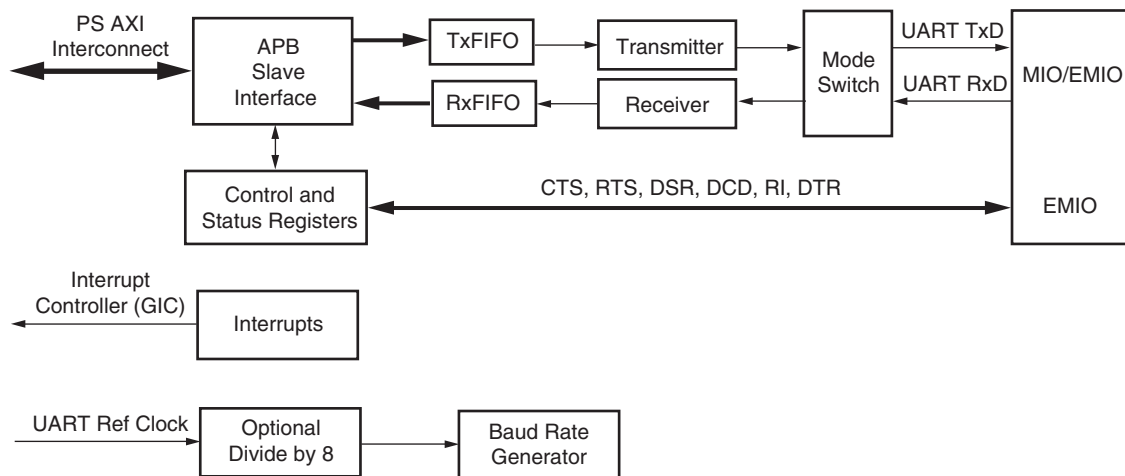 PS AXI
Interconnect
APB
Slave
Interface
TxFIFO
Transmitter
Mode
Switch
UART TxD
MIO/EMIO
RxFIFO
Receiver
UART RxD
Control and
Status Registers
CTS, RTS, DSR, DCD, RI, DTR
EMIO
Interrupt
Controller (GIC)
Interrupts
UART Ref Clock
Optional
Divide by 8
Baud Rate
Generator